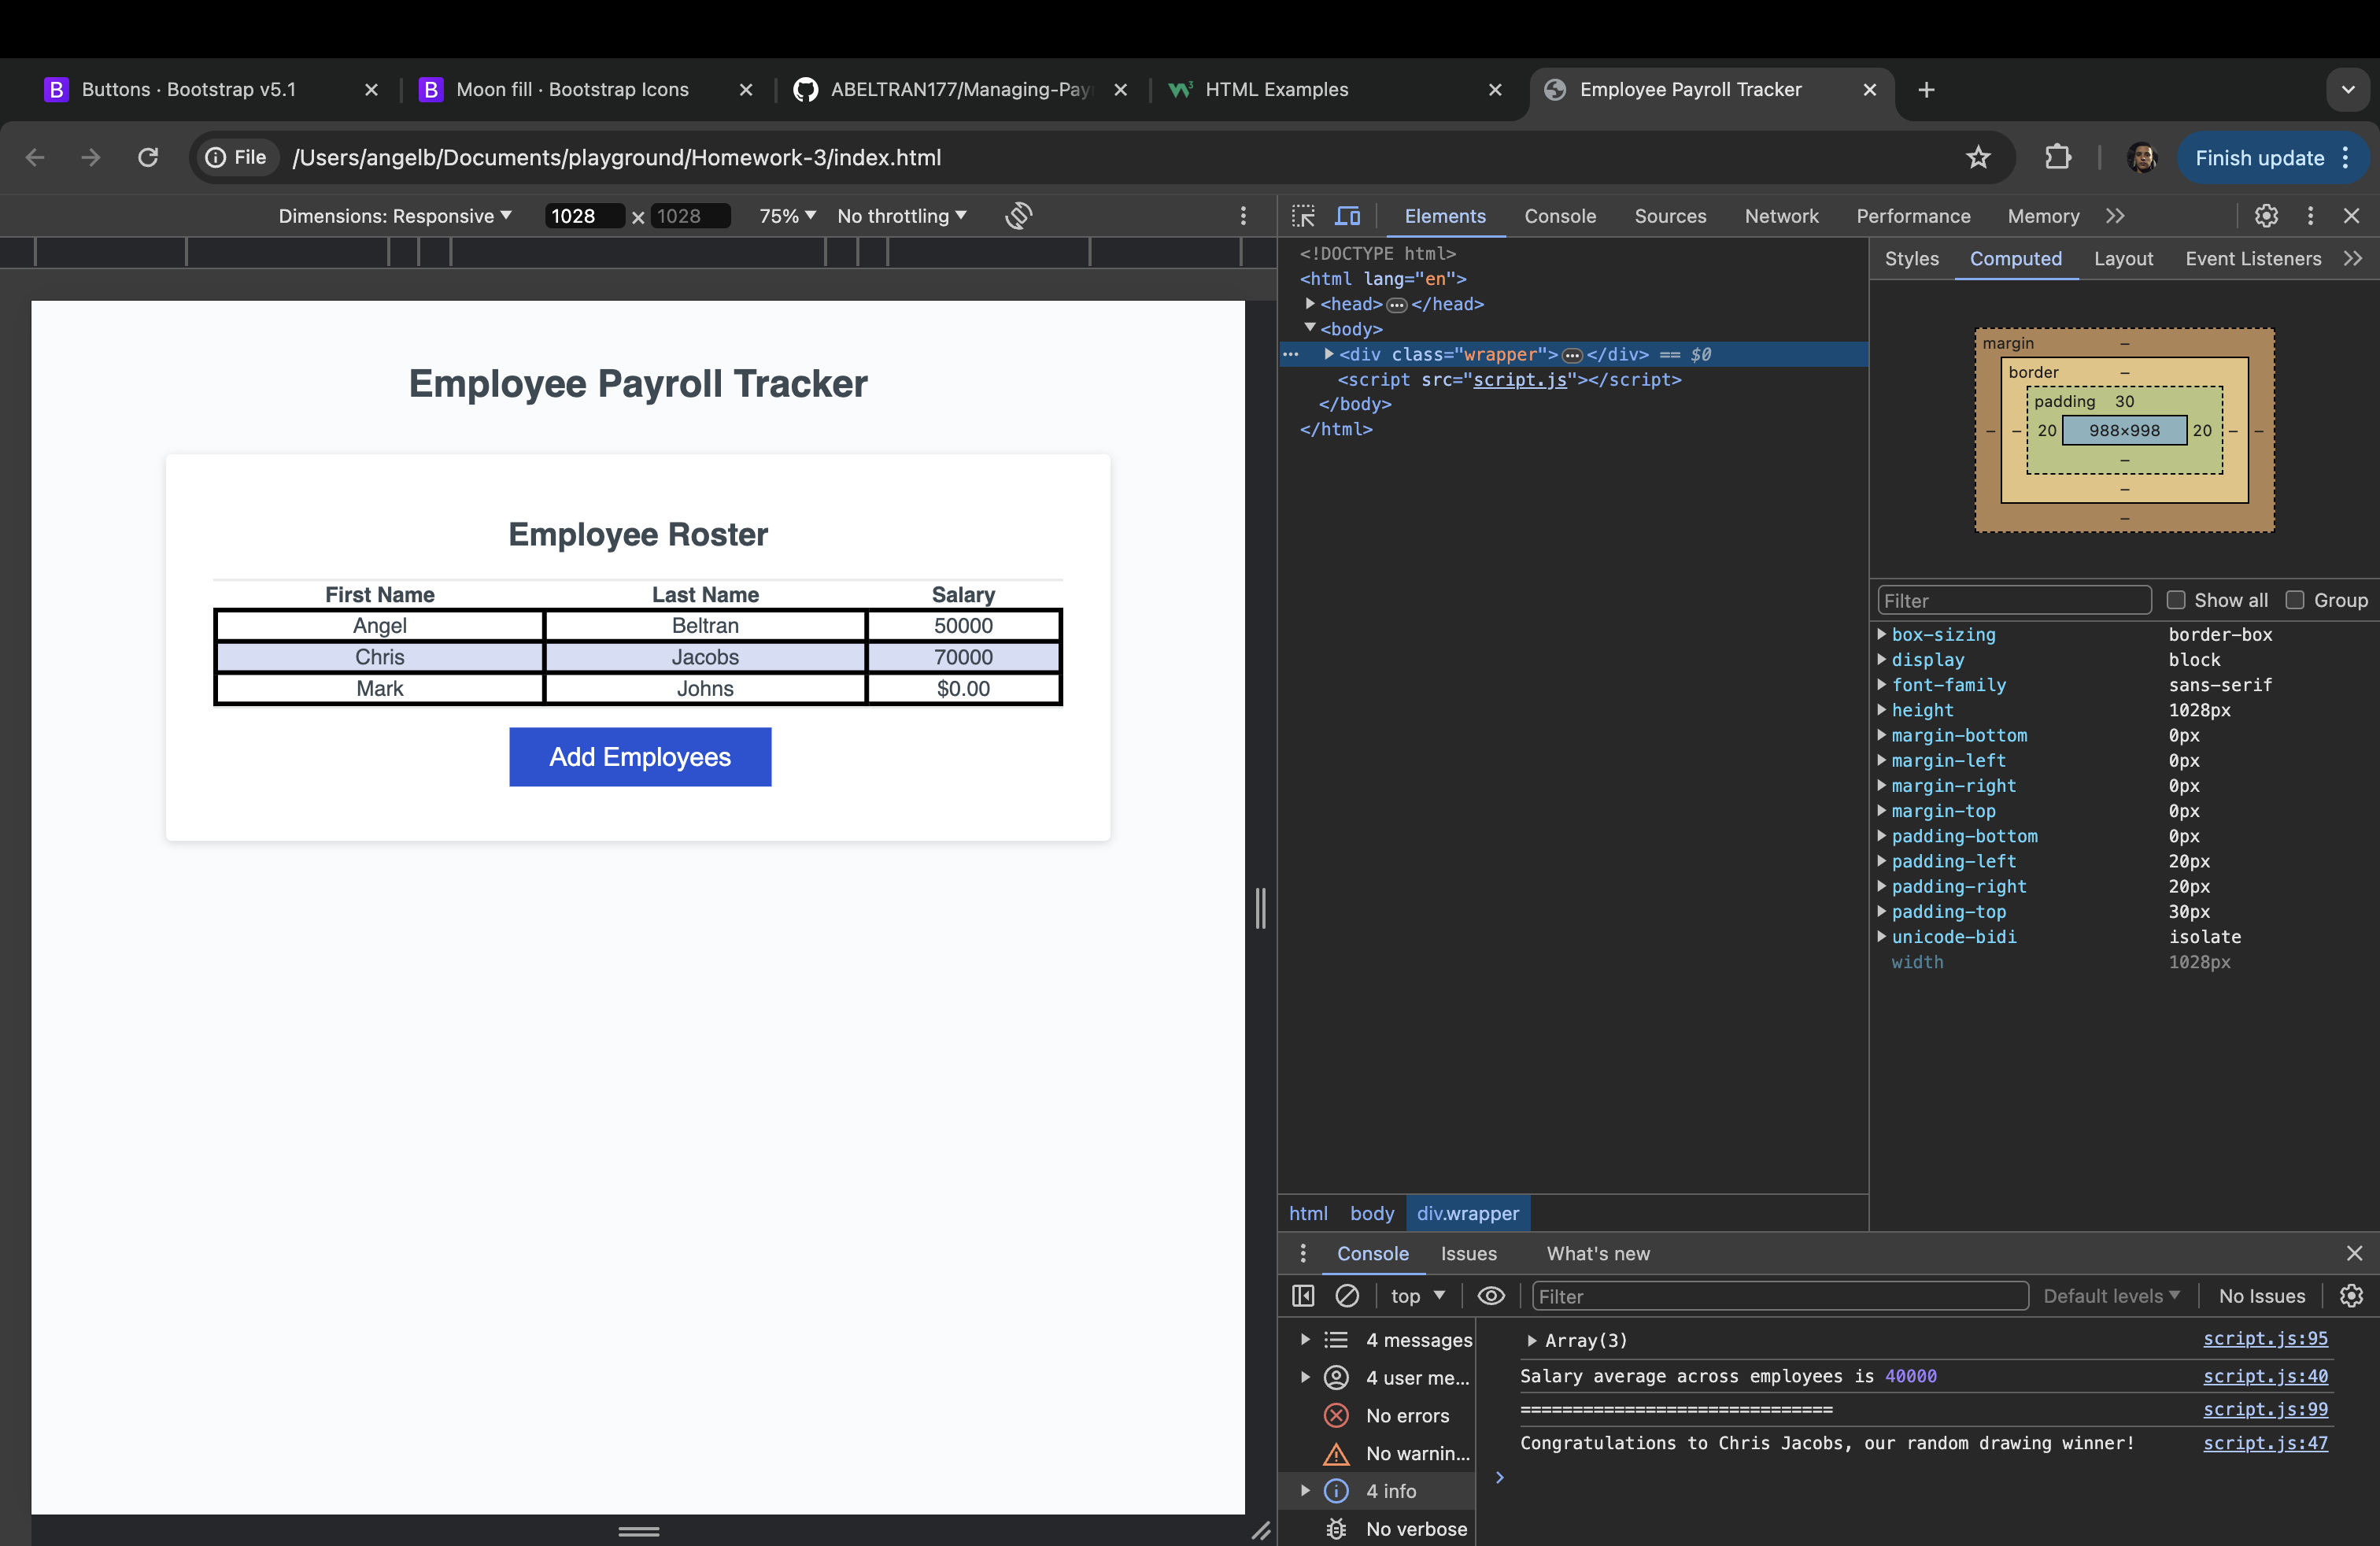 Buttons · Bootstrap v5.1
Moon fill · Bootstrap Icons
ABELTRAN177/Managing-Pay
HTML Examples
Employee Payroll Tracker
File /Users/angelb/Documents/playground/Homework-3/index.html
Finish update
Dimensions: Responsive 1028 x 1028 75% No throttling
Elements Console Sources Network Performance Memory
<!DOCTYPE html>
<html lang="en">
<head>…</head>
<body>
<div class="wrapper">…</div> == $0
<script src="script.js"></script>
</body>
</html>
Styles Computed Layout Event Listeners
margin –
border –
padding 30
– – 20 988×998 20 – –
–
–
–
Filter Show all Group
box-sizing border-box
display block
font-family sans-serif
height 1028px
margin-bottom 0px
margin-left 0px
margin-right 0px
margin-top 0px
padding-bottom 0px
padding-left 20px
padding-right 20px
padding-top 30px
unicode-bidi isolate
width 1028px
Employee Payroll Tracker
Employee Roster
First Name Last Name Salary
Angel Beltran 50000
Chris Jacobs 70000
Mark Johns $0.00
Add Employees
html body div.wrapper
Console Issues What's new
top Filter Default levels No Issues
4 messages
4 user me...
No errors
No warnin...
4 info
No verbose
Array(3) script.js:95
Salary average across employees is 40000 script.js:40
============================== script.js:99
Congratulations to Chris Jacobs, our random drawing winner! script.js:47